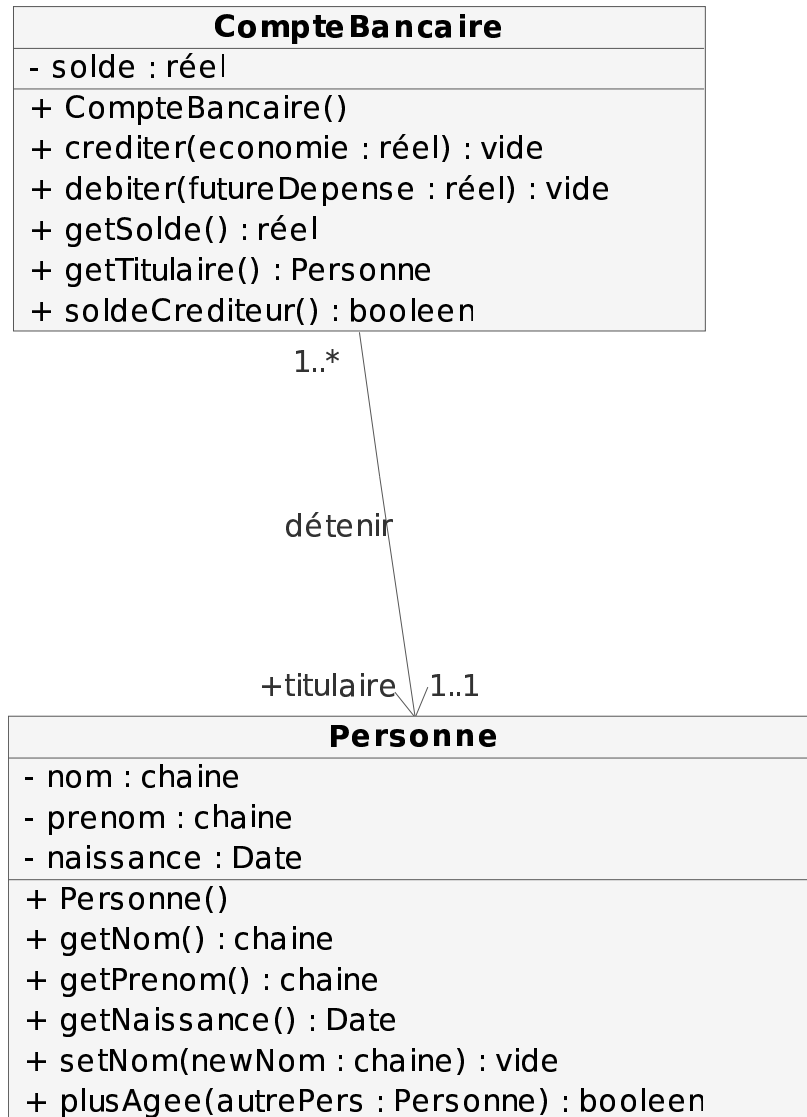 CompteBancaire
- solde : réel
+ CompteBancaire()
+ crediter(economie : réel) : vide
+ debiter(futureDepense : réel) : vide
+ getSolde() : réel
+ getTitulaire() : Personne
+ soldeCrediteur() : booleen
1..*
détenir
+titulaire 1..1
Personne
- nom : chaine
- prenom : chaine
- naissance : Date
+ Personne()
+ getNom() : chaine
+ getPrenom() : chaine
+ getNaissance() : Date
+ setNom(newNom : chaine) : vide
+ plusAgee(autrePers : Personne) : booleen